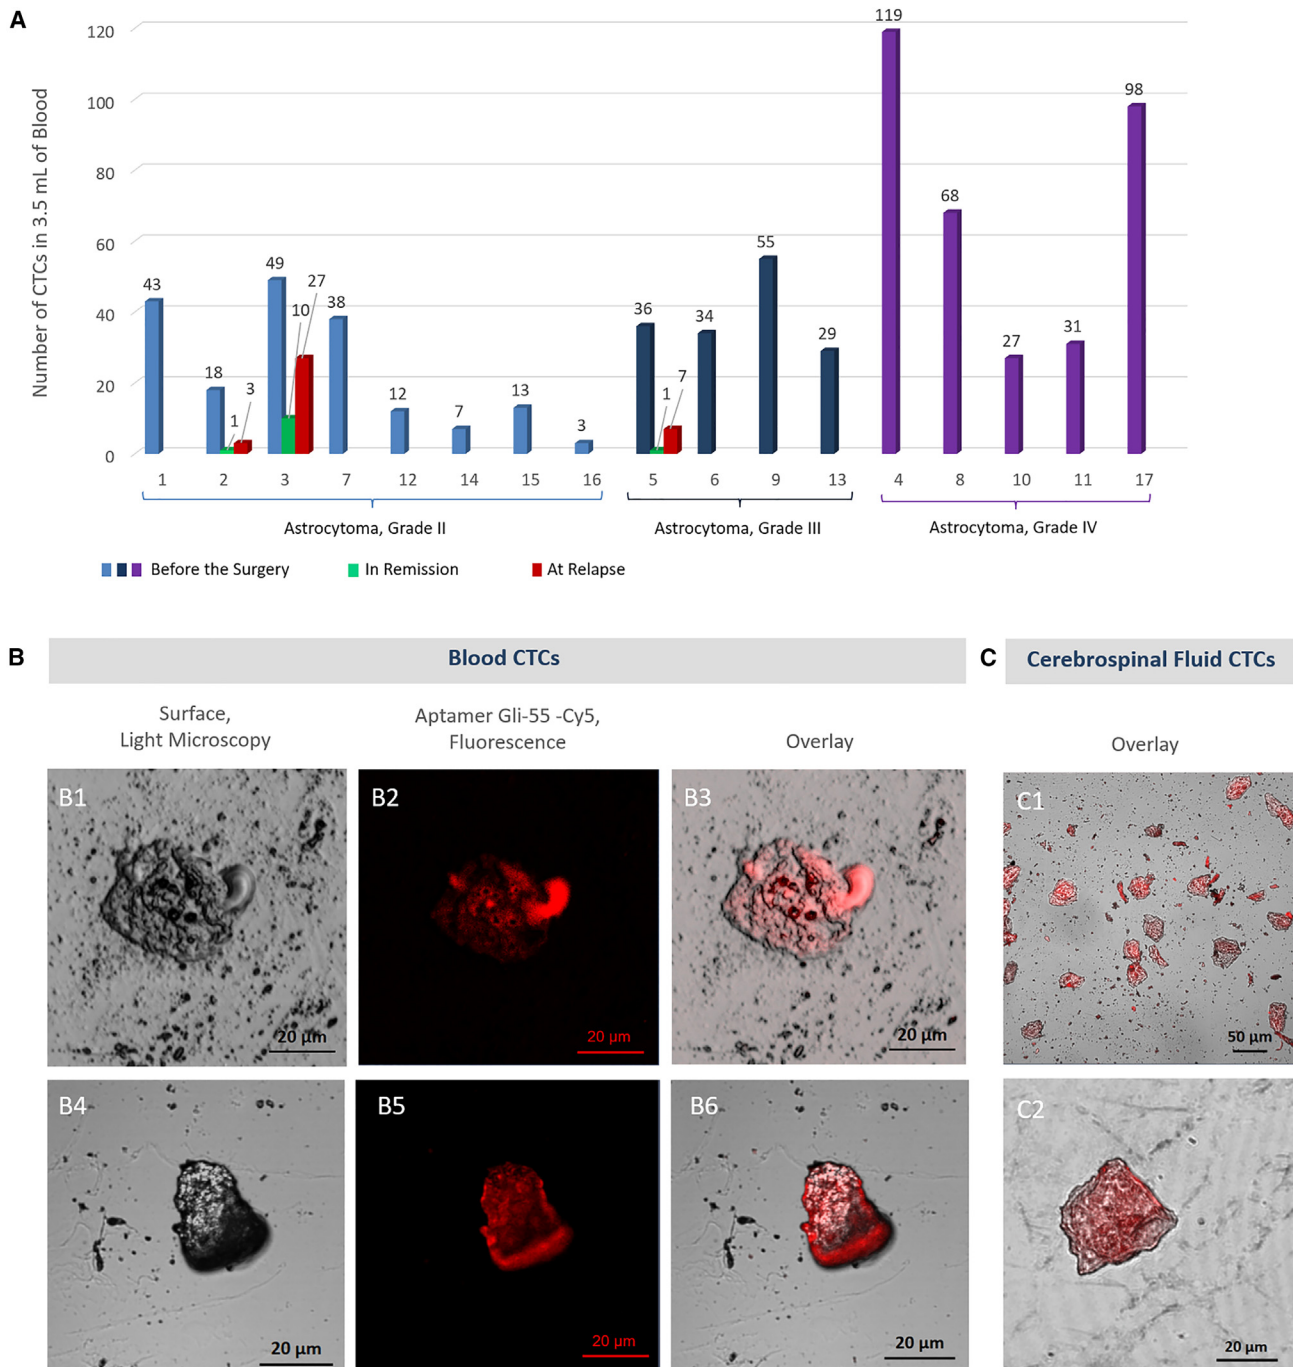 A
Number of CTCs in 3.5 mL of Blood
120
100
80
60
40
20
0
43
18
1
3
49
10
27
38
12
7
13
3
36
1
7
34
55
29
119
68
27
31
98
1 2 3 7 12 14 15 16 5 6 9 13 4 8 10 11 17
Astrocytoma, Grade II
Astrocytoma, Grade III
Astrocytoma, Grade IV
Before the Surgery
In Remission
At Relapse
B
Blood CTCs
Surface,
Light Microscopy
Aptamer Gli-55 -Cy5,
Fluorescence
Overlay
B1
20 µm
B2
20 µm
B3
20 µm
B4
20 µm
B5
20 µm
B6
20 µm
C
Cerebrospinal Fluid CTCs
Overlay
C1
50 µm
C2
20 µm